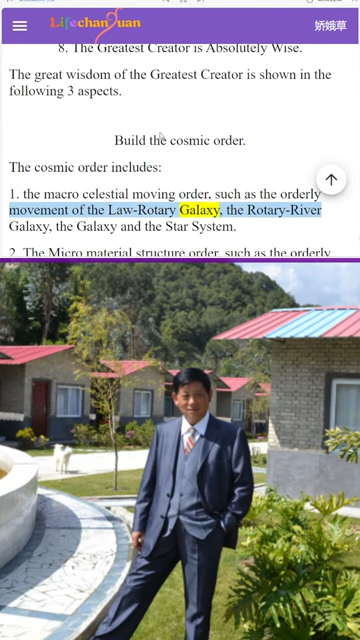 Lifechanyuan
娇娥草
8. The Greatest Creator is Absolutely Wise.
The great wisdom of the Greatest Creator is shown in the
following 3 aspects.
Build the cosmic order.
The cosmic order includes:
1. the macro celestial moving order, such as the orderly
movement of the Law-Rotary Galaxy, the Rotary-River
Galaxy, the Galaxy and the Star System.
2. The Micro material structure order, such as the orderly